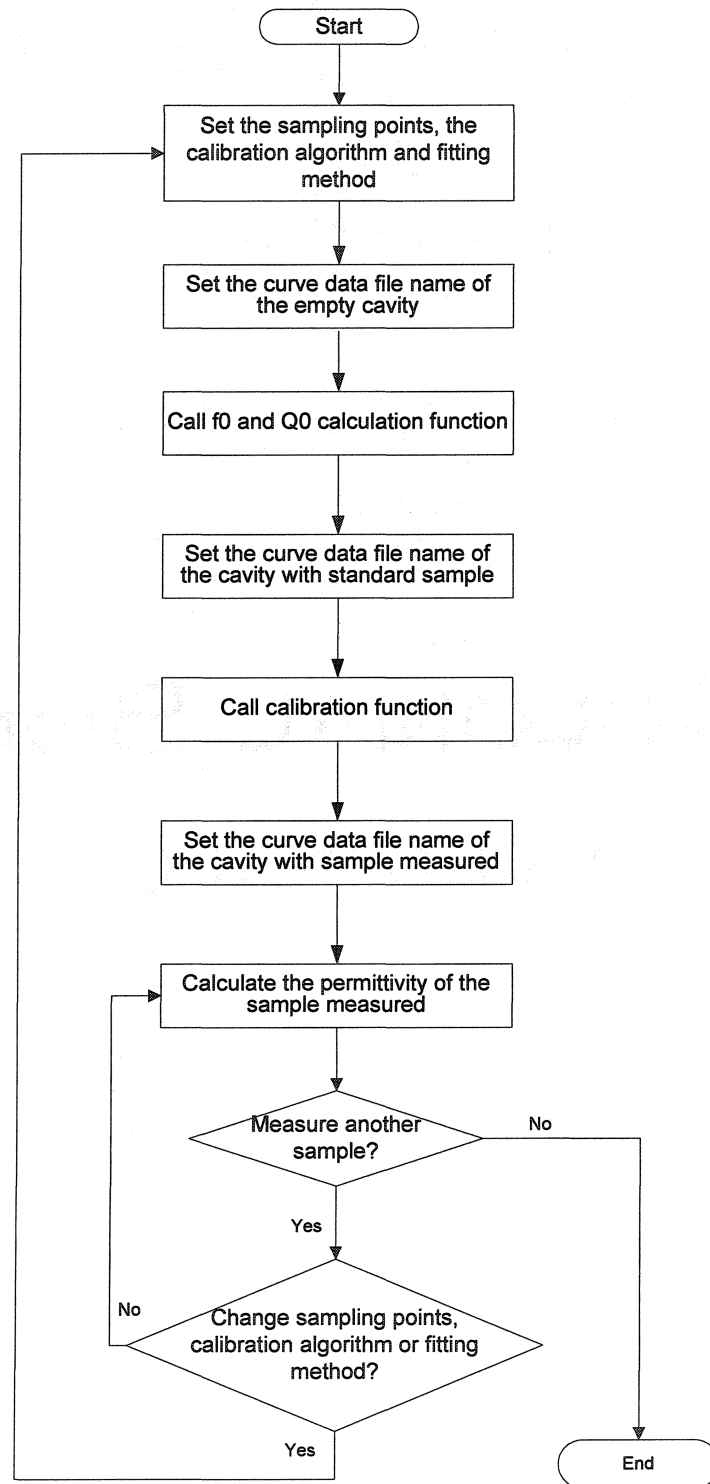 Start
Set the sampling points, the
calibration algorithm and fitting
method
Set the curve data file name of
the empty cavity
Call f0 and Q0 calculation function
Set the curve data file name of
the cavity with standard sample
Call calibration function
Set the curve data file name of
the cavity with sample measured
Calculate the permittivity of the
sample measured
Measure another
sample?
No
Yes
No
Change sampling points,
calibration algorithm or fitting
method?
Yes
End